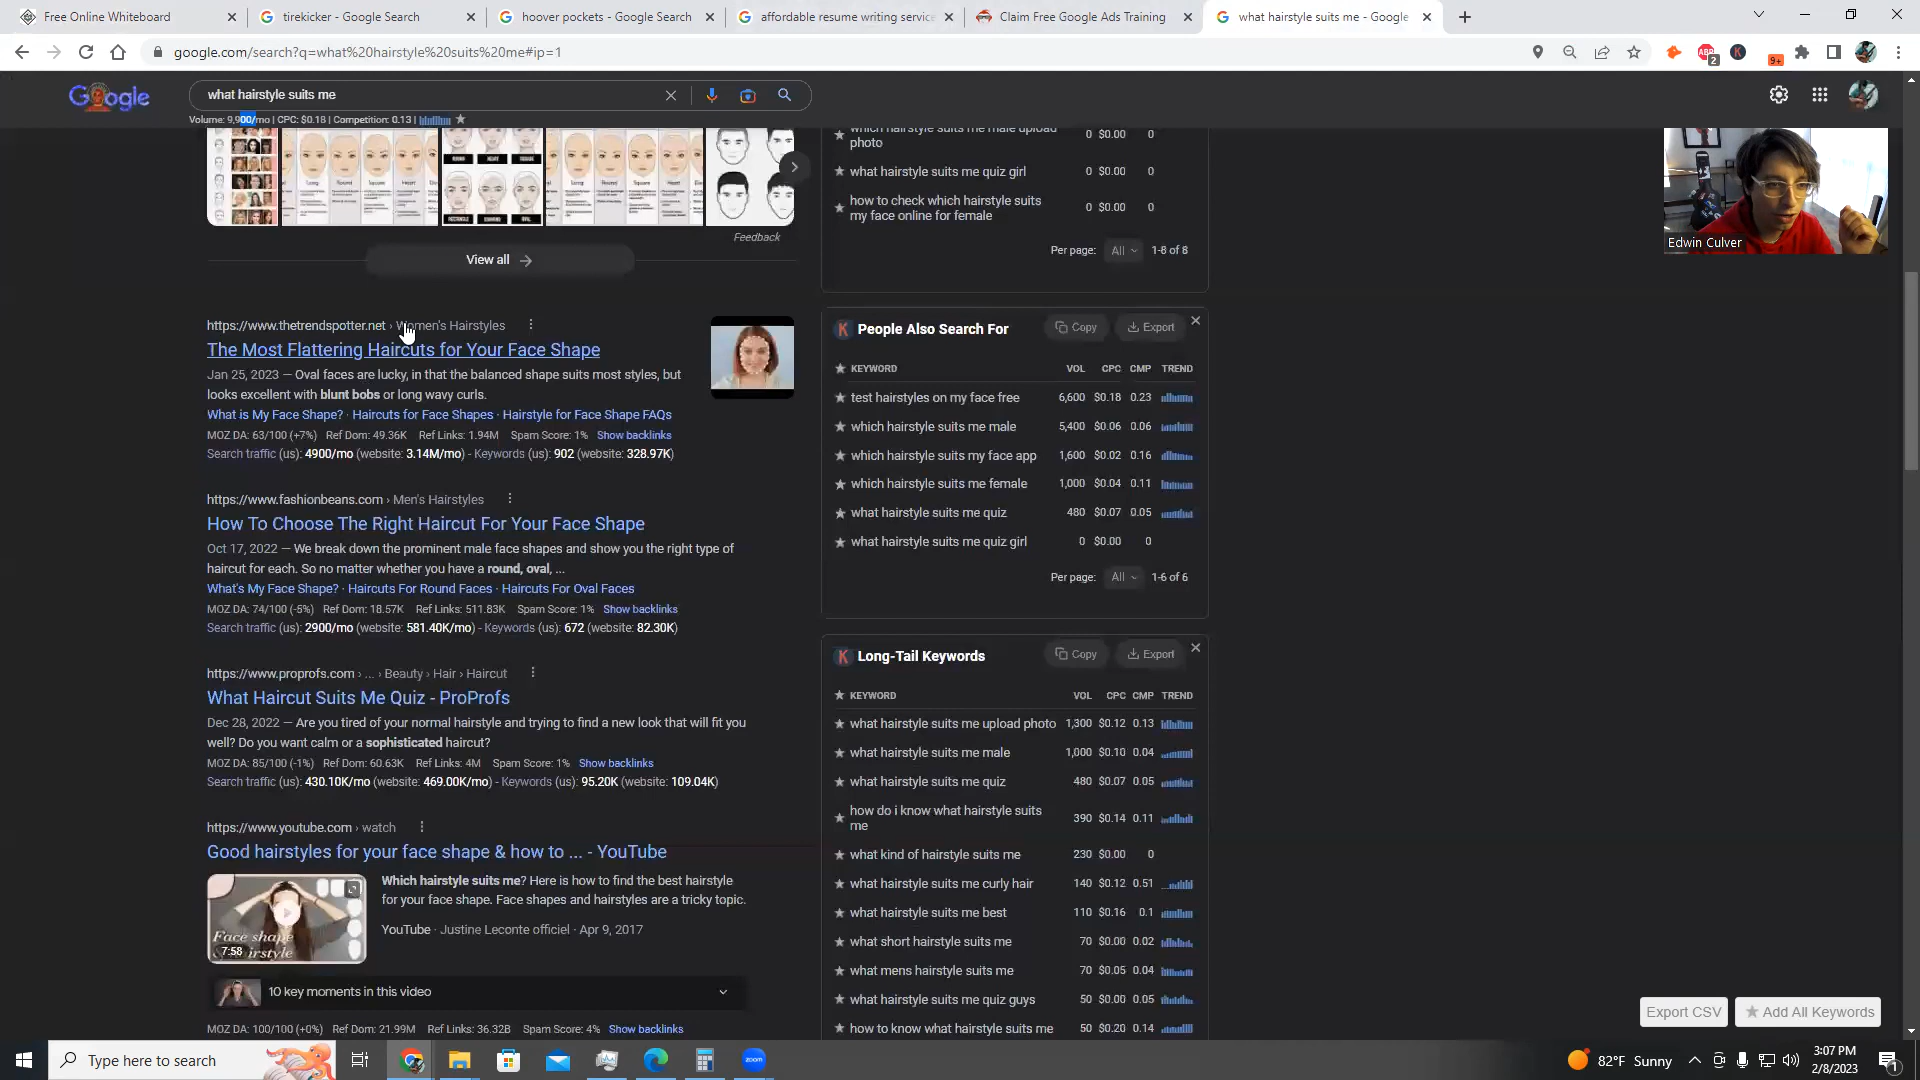 Free Online Whiteboard
tirekicker - Google Search
hoover pockets - Google Search
affordable resume writing service
Claim Free Google Ads Training
what hairstyle suits me - Google
google.com/search?q=what%20hairstyle%20suits%20me#ip=1
ABP
2
K
9+
Google
what hairstyle suits me
Volume: 9,900/mo | CPC: $0.18 | Competition: 0.13 |
which hairstyle suits me male upload
photo 0 $0.00 0
what hairstyle suits me quiz girl 0 $0.00 0
how to check which hairstyle suits
my face online for female 0 $0.00 0
Per page: All 1-8 of 8
Edwin Culver
Feedback
View all
https://www.thetrendspotter.net › Women's Hairstyles
The Most Flattering Haircuts for Your Face Shape
Jan 25, 2023 — Oval faces are lucky, in that the balanced shape suits most styles, but
looks excellent with blunt bobs or long wavy curls.
What is My Face Shape? · Haircuts for Face Shapes · Hairstyle for Face Shape FAQs
MOZ DA: 63/100 (+7%) Ref Dom: 49.36K Ref Links: 1.94M Spam Score: 1% Show backlinks
Search traffic (us): 4900/mo (website: 3.14M/mo) - Keywords (us): 902 (website: 328.97K)
https://www.fashionbeans.com › Men's Hairstyles
How To Choose The Right Haircut For Your Face Shape
Oct 17, 2022 — We break down the prominent male face shapes and show you the right type of
haircut for each. So no matter whether you have a round, oval, ...
What's My Face Shape? · Haircuts For Round Faces · Haircuts For Oval Faces
MOZ DA: 74/100 (-5%) Ref Dom: 18.57K Ref Links: 511.83K Spam Score: 1% Show backlinks
Search traffic (us): 2900/mo (website: 581.40K/mo) - Keywords (us): 672 (website: 82.30K)
https://www.proprofs.com › ... › Beauty › Hair › Haircut
What Haircut Suits Me Quiz - ProProfs
Dec 28, 2022 — Are you tired of your normal hairstyle and trying to find a new look that will fit you
well? Do you want calm or a sophisticated haircut?
MOZ DA: 85/100 (-1%) Ref Dom: 60.63K Ref Links: 4M Spam Score: 1% Show backlinks
Search traffic (us): 430.10K/mo (website: 469.00K/mo) - Keywords (us): 95.20K (website: 109.04K)
https://www.youtube.com › watch
Good hairstyles for your face shape & how to ... - YouTube
Which hairstyle suits me? Here is how to find the best hairstyle
for your face shape. Face shapes and hairstyles are a tricky topic.
YouTube · Justine Leconte officiel · Apr 9, 2017
Face shape
7:58
10 key moments in this video
MOZ DA: 100/100 (+0%) Ref Dom: 21.99M Ref Links: 36.32B Spam Score: 4% Show backlinks
K People Also Search For Copy Export
KEYWORD VOL CPC CMP TREND
test hairstyles on my face free 6,600 $0.18 0.23
which hairstyle suits me male 5,400 $0.06 0.06
which hairstyle suits my face app 1,600 $0.02 0.16
which hairstyle suits me female 1,000 $0.04 0.11
what hairstyle suits me quiz 480 $0.07 0.05
what hairstyle suits me quiz girl 0 $0.00 0
Per page: All 1-6 of 6
K Long-Tail Keywords Copy Export
KEYWORD VOL CPC CMP TREND
what hairstyle suits me upload photo 1,300 $0.12 0.13
what hairstyle suits me male 1,000 $0.10 0.04
what hairstyle suits me quiz 480 $0.07 0.05
how do i know what hairstyle suits
me 390 $0.14 0.11
what kind of hairstyle suits me 230 $0.00 0
what hairstyle suits me curly hair 140 $0.12 0.51
what hairstyle suits me best 110 $0.16 0.1
what short hairstyle suits me 70 $0.00 0.02
what mens hairstyle suits me 70 $0.05 0.04
what hairstyle suits me quiz guys 50 $0.00 0.05
how to know what hairstyle suits me 50 $0.20 0.14
Export CSV
Add All Keywords
Type here to search
zoom
82°F Sunny
3:07 PM
2/8/2023
1